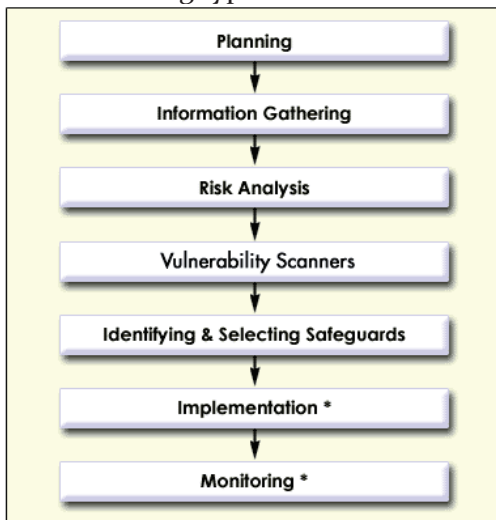 Planning
Information Gathering
Risk Analysis
Vulnerability Scanners
Identifying & Selecting Safeguards
Implementation *
Monitoring *